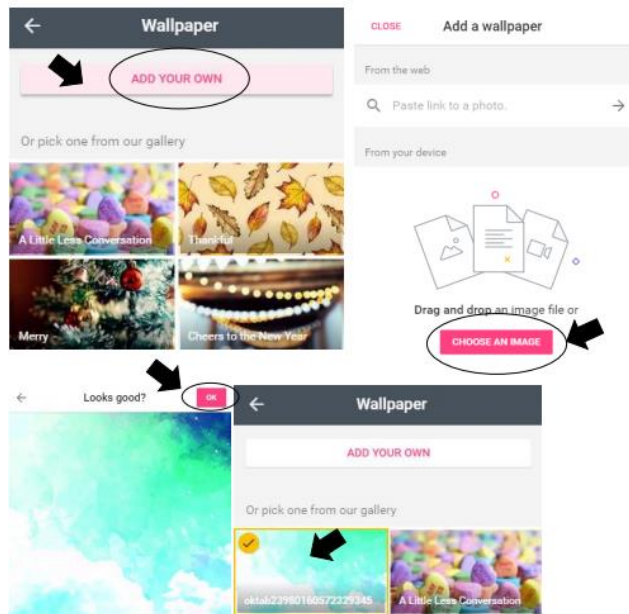 Wallpaper
ADD YOUR OWN
Or pick one from our gallery
A Little Less Conversation
Thankful
Merry
Cheers to the New Year
CLOSE Add a wallpaper
From the web
Paste link to a photo.
From your device
Drag and drop an image file or
CHOOSE AN IMAGE
Looks good? OK
Wallpaper
ADD YOUR OWN
Or pick one from our gallery
oktab23980160572329345
A Little Less Conversation